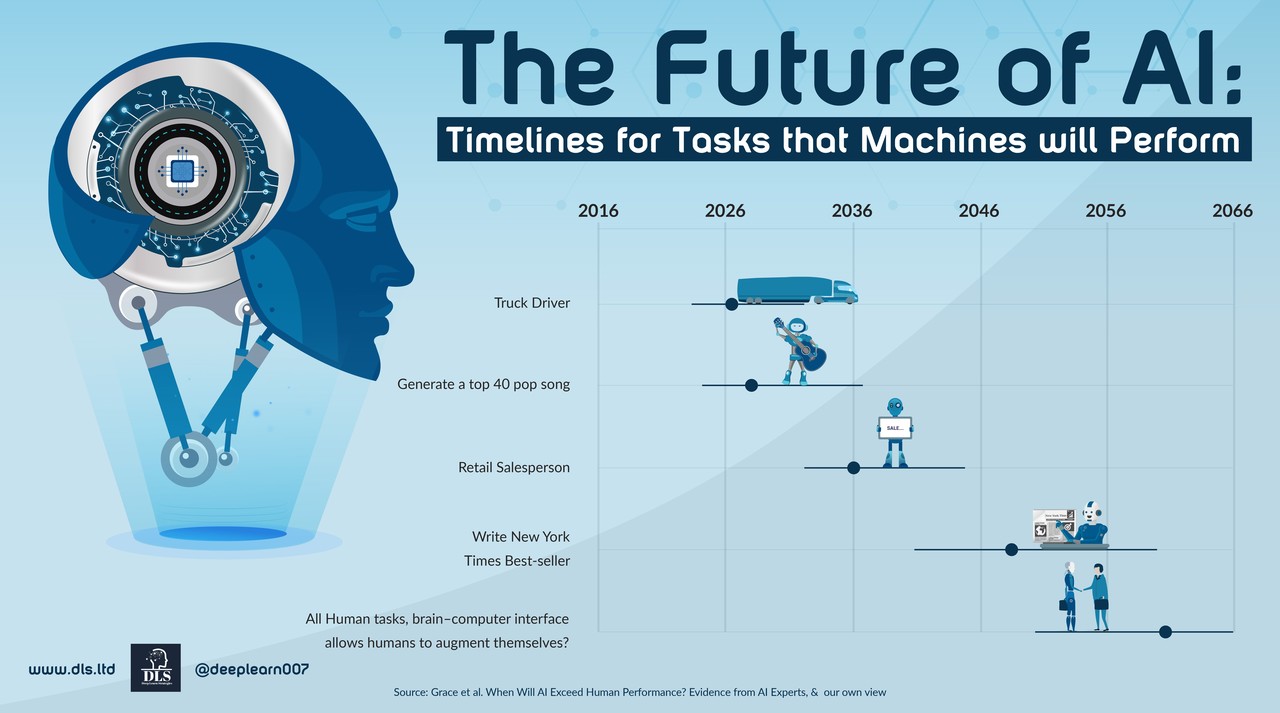 The Future of AI:
Timelines for Tasks that Machines will Perform
2016 2026 2036 2046 2056 2066
Truck Driver
Generate a top 40 pop song
SALE...
Retail Salesperson
Write New York
Times Best-seller
All Human tasks, brain–computer interface
allows humans to augment themselves?
www.dls.ltd
DLS
@deeplearn007
Source: Grace et al. When Will AI Exceed Human Performance? Evidence from AI Experts, & our own view